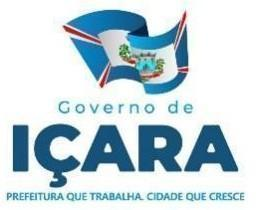 Governo de
IÇARA
PREFEITURA QUE TRABALHA. CIDADE QUE CRESCE